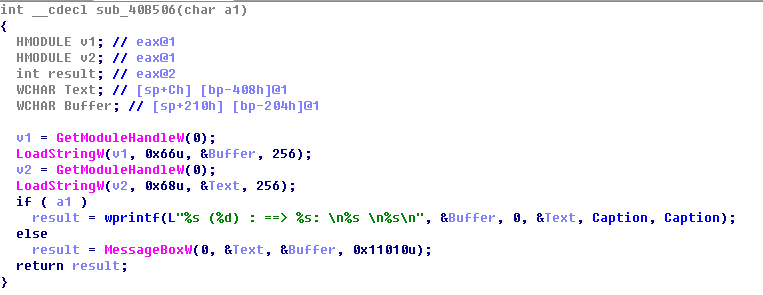 int __cdecl sub_40B506(char a1)
{
  HMODULE v1; // eax@1
  HMODULE v2; // eax@1
  int result; // eax@2
  WCHAR Text; // [sp+Ch] [bp-408h]@1
  WCHAR Buffer; // [sp+210h] [bp-204h]@1

  v1 = GetModuleHandleW(0);
  LoadStringW(v1, 0x66u, &Buffer, 256);
  v2 = GetModuleHandleW(0);
  LoadStringW(v2, 0x68u, &Text, 256);
  if ( a1 )
    result = wprintf(L"%s (%d) : ==> %s: \n%s \n%s\n", &Buffer, 0, &Text, Caption, Caption);
  else
    result = MessageBoxW(0, &Text, &Buffer, 0x11010u);
  return result;
}